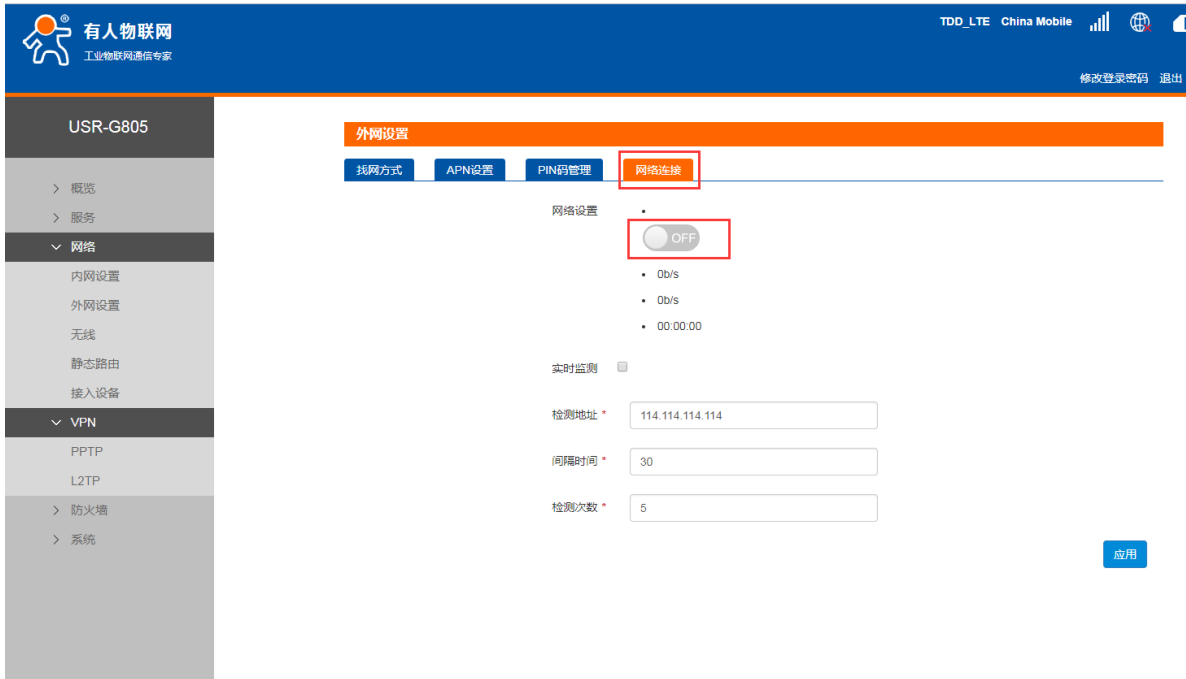 有人物联网
工业物联网通信专家
TDD_LTE China Mobile
修改登录密码 退出
USR-G805
概览
服务
网络
内网设置
外网设置
无线
静态路由
接入设备
VPN
PPTP
L2TP
防火墙
系统
外网设置
找网方式 APN设置 PIN码管理 网络连接
网络设置
OFF
0b/s
0b/s
00:00:00
实时监测
检测地址 * 114.114.114.114
间隔时间 * 30
检测次数 * 5
应用